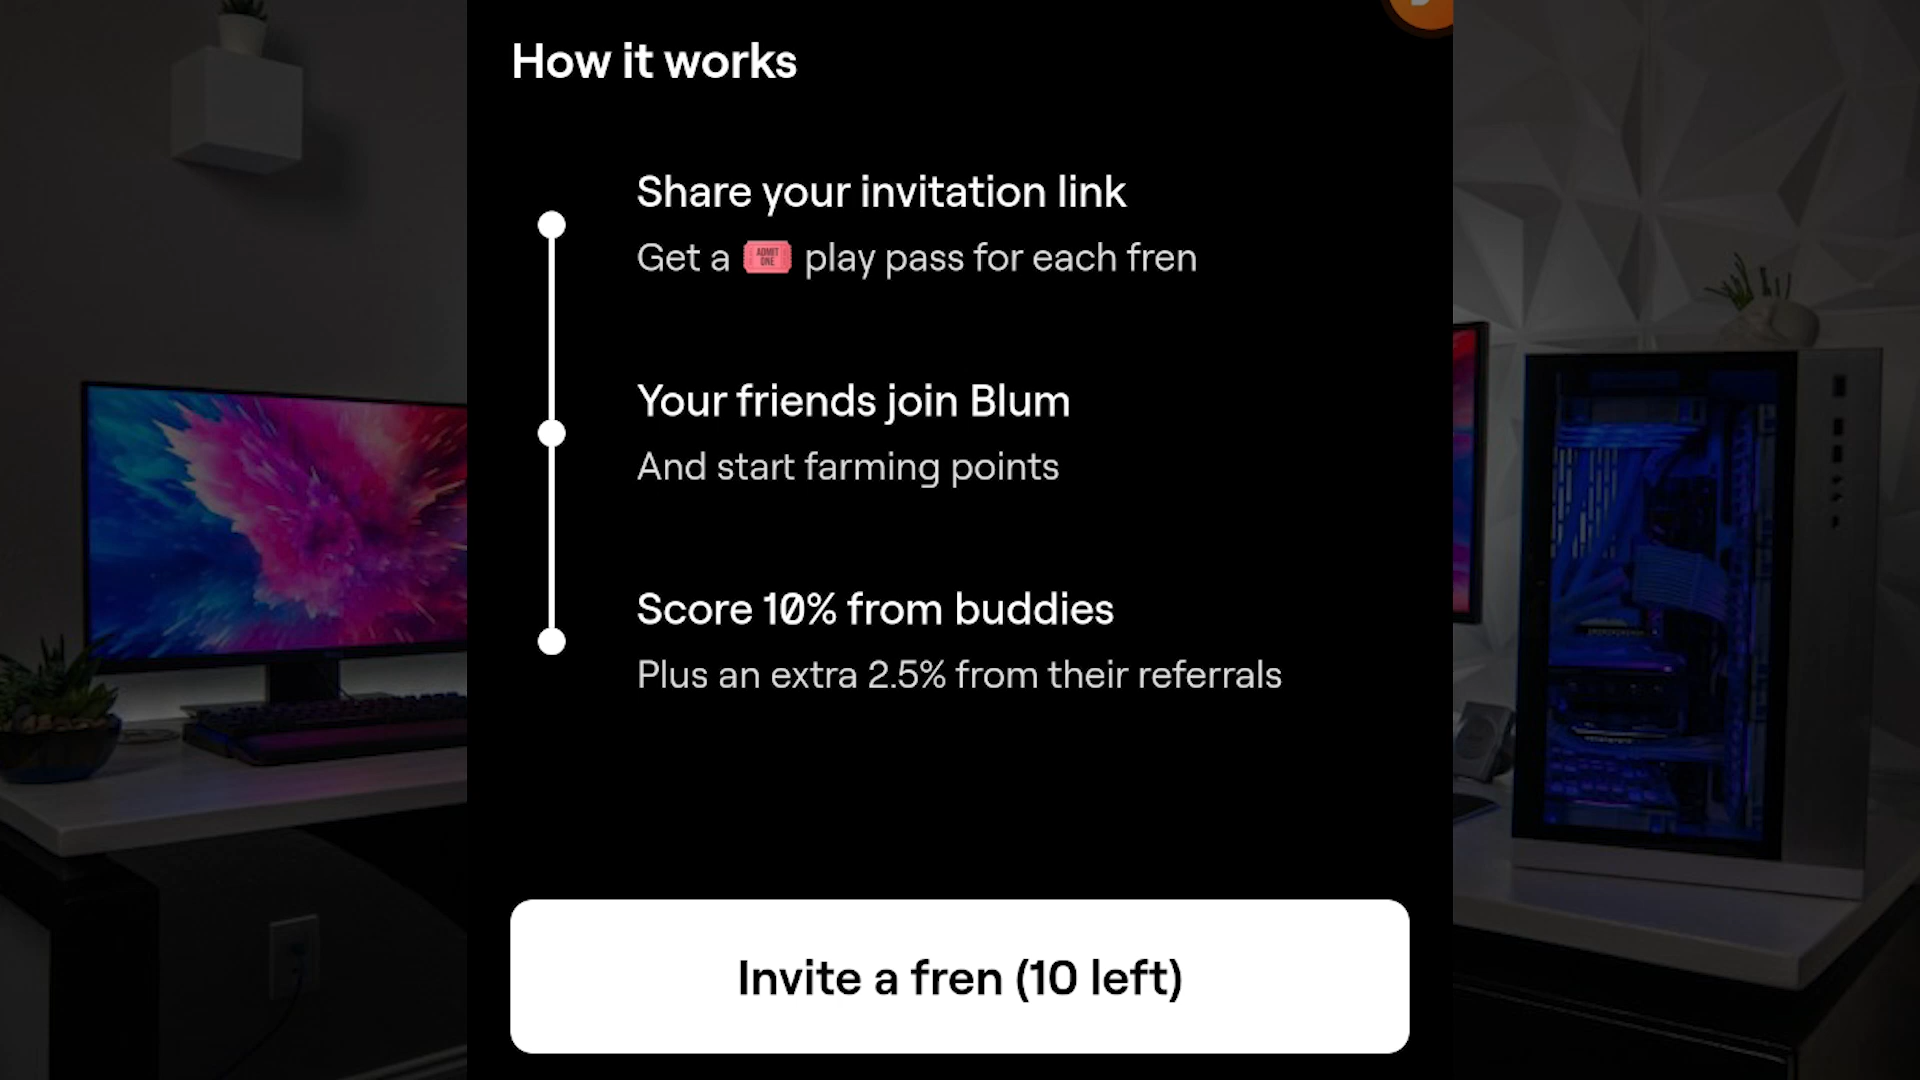 How it works
Share your invitation link
Get a 🎟 play pass for each fren
Your friends join Blum
And start farming points
Score 10% from buddies
Plus an extra 2.5% from their referrals
Invite a fren (10 left)